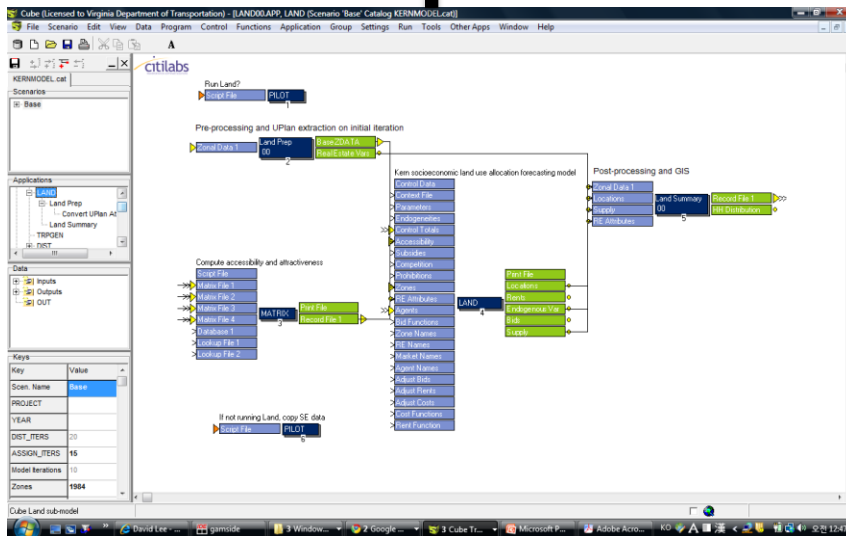 Cube (Licensed to Virginia Department of Transportation) - [LAND00.APP, LAND (Scenario 'Base' Catalog KERNMODEL.cat)]
File Scenario Edit View Data Program Control Functions Application Group Settings Run Tools Other Apps Window Help
A
KERNMODEL.cat
Scenarios
Base
Applications
LAND
Land Prep
Convert UPlan At
Land Summary
TRPGEN
DIST
Data
Inputs
Outputs
OUT
Keys
Key Value
Scen. Name Base
PROJECT
YEAR
DIST_ITERS 20
ASSIGN_ITERS 15
Model Iterations 10
Zones 1984
citilabs
Run Land?
Script File PILOT
1
Pre-processing and UPlan extraction on initial iteration
Zonal Data 1
Land Prep
00
2
BaseZDATA
RealEstate Vars
Compute accessibility and attractiveness
Script File
Matrix File 1
Matrix File 2
Matrix File 3
Matrix File 4
Database 1
Lookup File 1
Lookup File 2
MATRIX
3
Print File
Record File 1
If not running Land, copy SE data
Script File PILOT
6
Kern socioeconomic land use allocation forecasting model
Control Data
Context File
Parameters
Endogeneities
Control Totals
Accessibility
Subsidies
Competition
Prohibitions
Zones
RE Attributes
Agents
Bid Functions
Zone Names
RE Names
Market Names
Agent Names
Adjust Bids
Adjust Rents
Adjust Costs
Cost Functions
Rent Function
LAND
4
Print File
Locations
Rents
Endogenous Var
Bids
Supply
Post-processing and GIS
Zonal Data 1
Locations
Supply
RE Attributes
Land Summary
00
5
Record File 1
HH Distribution
Cube Land sub-model
David Lee - ...
gamside
3 Window...
2 Google ...
3 Cube Tr...
Microsoft P...
Adobe Acro...
KO
A
漢
오전 12:47